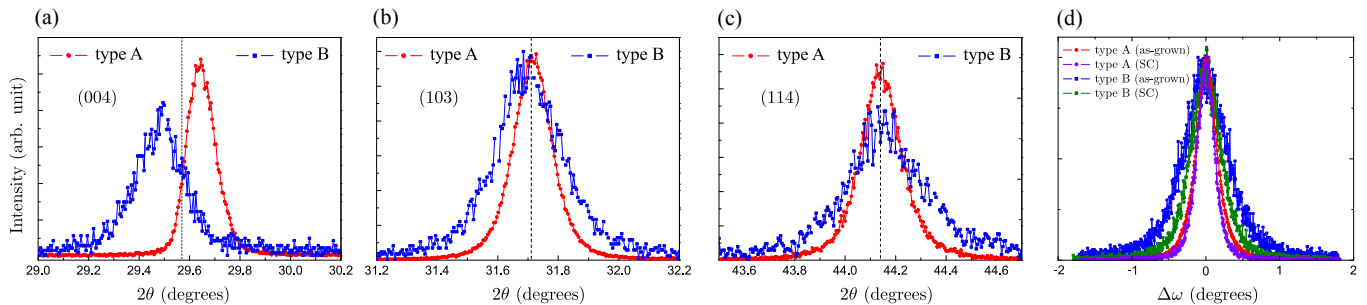 (a)
type A
type B
(004)
Intensity (arb. unit)
29.0 29.2 29.4 29.6 29.8 30.0 30.2
2θ (degrees)
(b)
type A
type B
(103)
31.2 31.4 31.6 31.8 32.0 32.2
2θ (degrees)
(c)
type A
type B
(114)
43.6 43.8 44.0 44.2 44.4 44.6
2θ (degrees)
(d)
type A (as-grown)
type A (SC)
type B (as-grown)
type B (SC)
-2 -1 0 1 2
Δω (degrees)